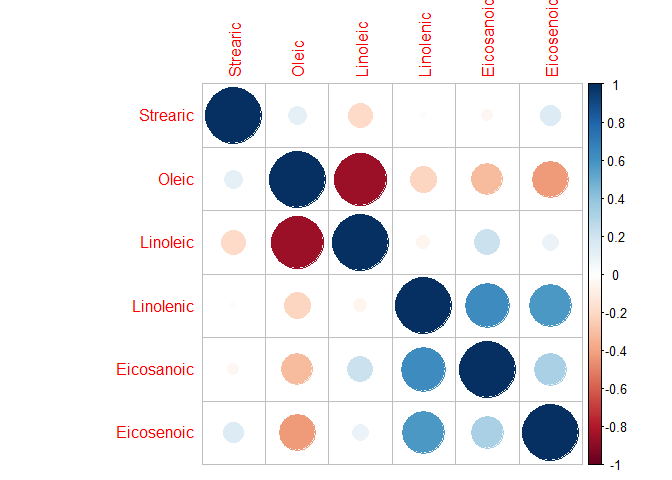 Strearic
Oleic
Linoleic
Linolenic
Eicosanoic
Eicosenoic
Strearic
Oleic
Linoleic
Linolenic
Eicosanoic
Eicosenoic
1
0.8
0.6
0.4
0.2
0
-0.2
-0.4
-0.6
-0.8
-1